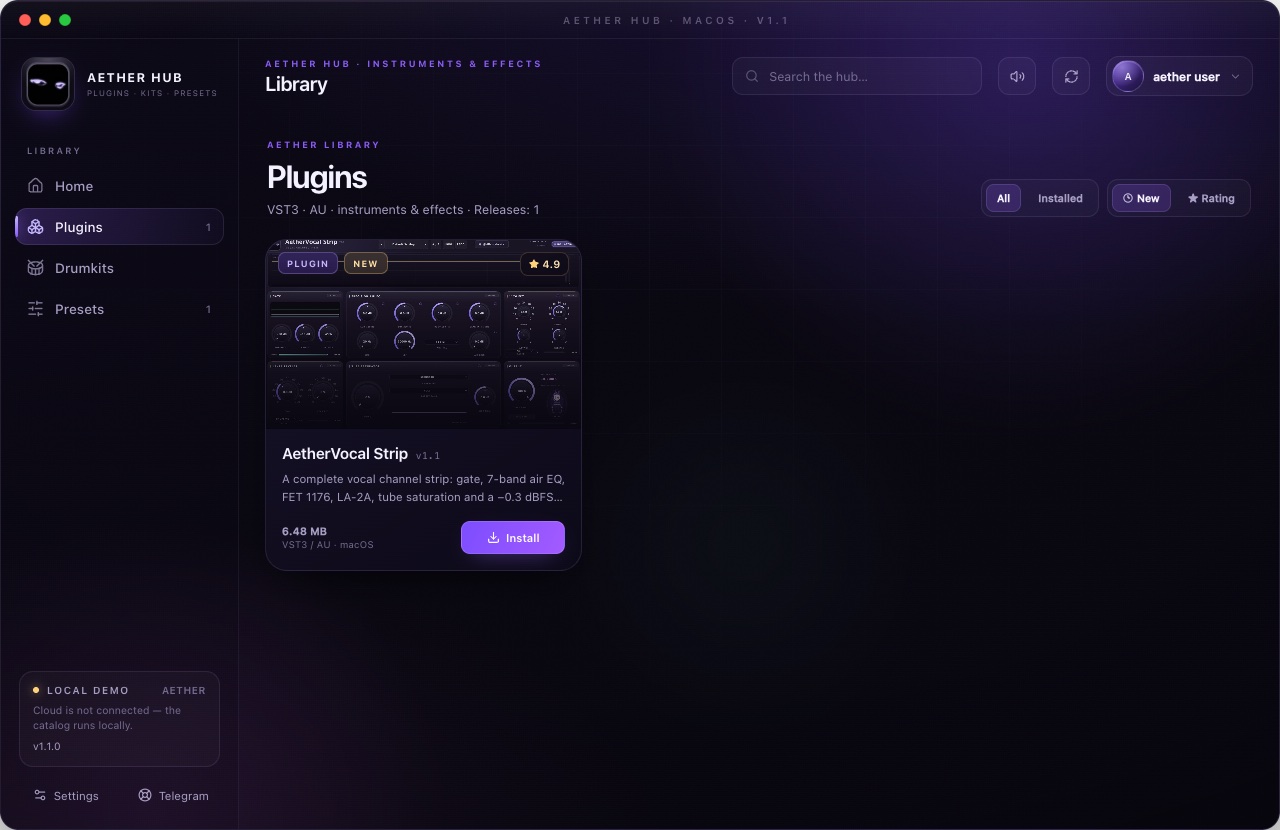 AETHER HUB · MACOS · V1.1
AETHER HUB
PLUGINS · KITS · PRESETS
AETHER HUB · INSTRUMENTS & EFFECTS
Library
Search the hub...
A
aether user
LIBRARY
Home
Plugins 1
Drumkits
Presets 1
AETHER LIBRARY
Plugins
VST3 · AU · instruments & effects · Releases: 1
All Installed New Rating
AetherVocal Strip
PLUGIN NEW 4.9
AetherVocal Strip v1.1
A complete vocal channel strip: gate, 7-band air EQ,
FET 1176, LA-2A, tube saturation and a −0.3 dBFS...
6.48 MB
VST3 / AU · macOS
Install
LOCAL DEMO AETHER
Cloud is not connected — the
catalog runs locally.
v1.1.0
Settings Telegram